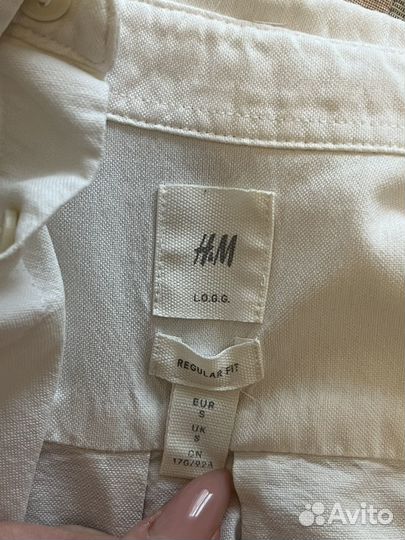 H&M
L.O.G.G.
REGULAR FIT
EUR
S
UK
S
CN
170/92A
Avito